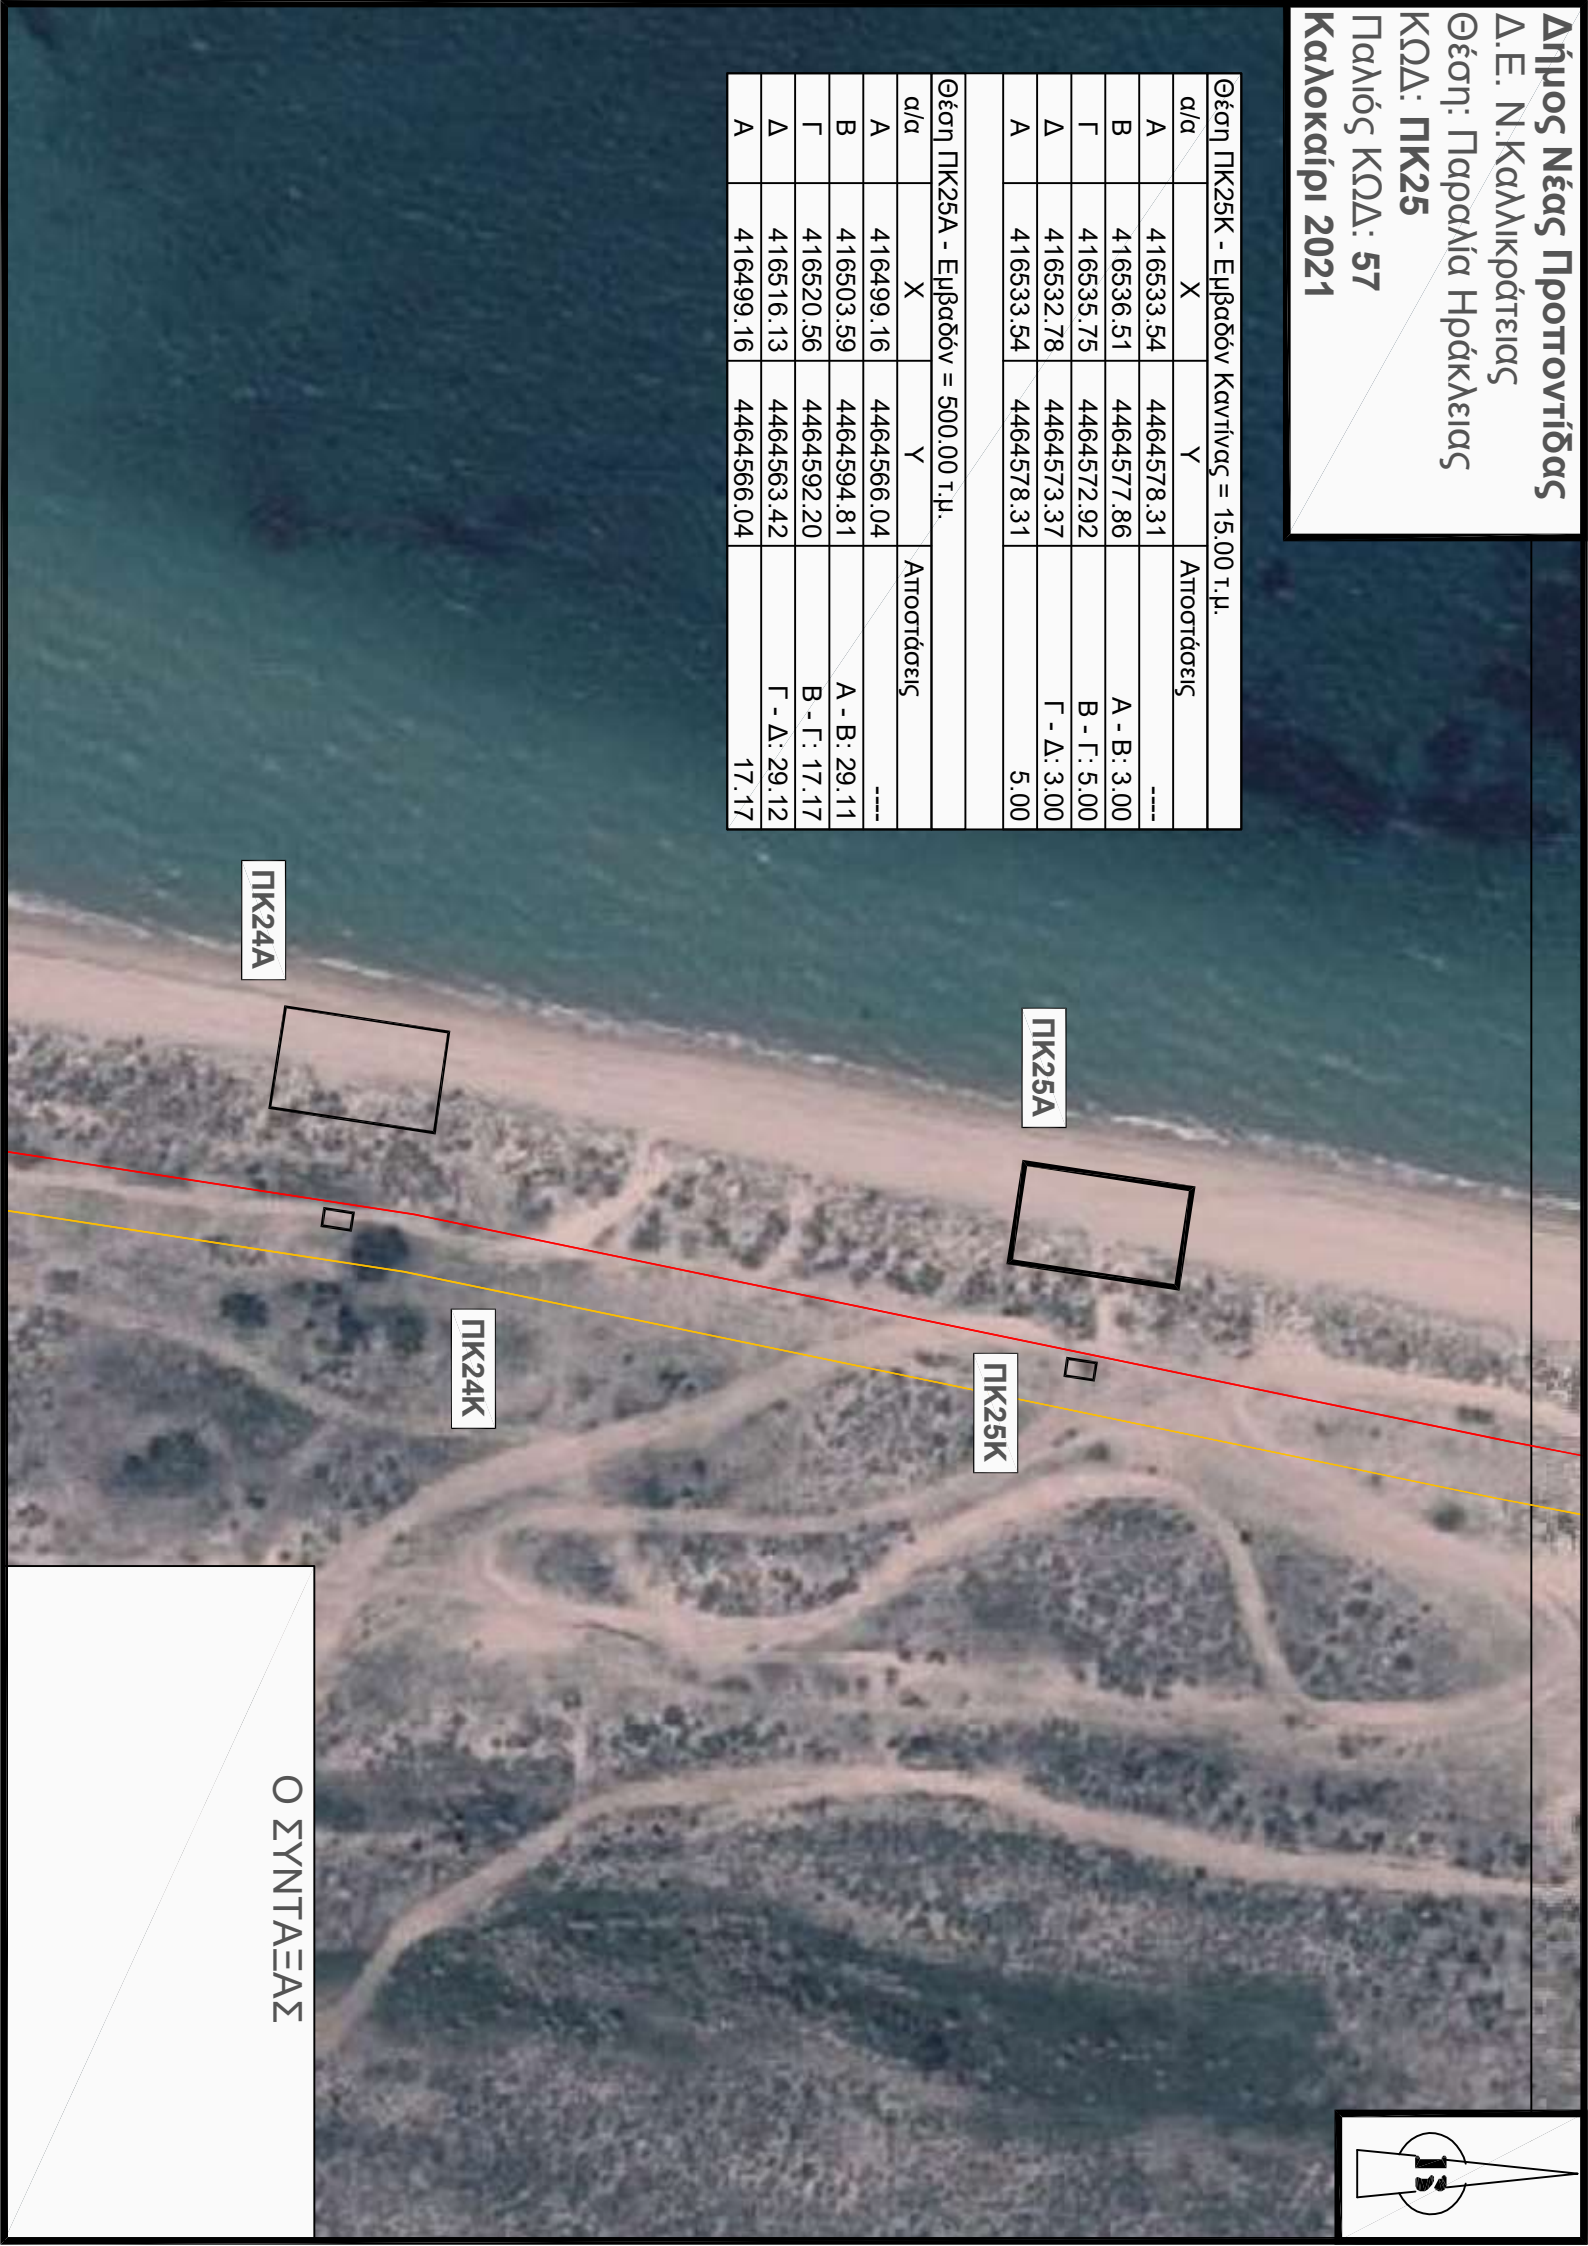 Δήμος Νέας Προποντίδας
Δ.Ε. Ν.Καλλικράτειας
Θέση: Παραλία Ηράκλειας
ΚΩΔ: ΠΚ25
Παλιός ΚΩΔ: 57
Καλοκαίρι 2021
Θέση ΠΚ25Κ - Εμβαδόν Καντίνας = 15.00 τ.μ.
α/α X Y Αποστάσεις
Α 416533.54 4464578.31 ----
Β 416536.51 4464577.86 Α - Β: 3.00
Γ 416535.75 4464572.92 Β - Γ: 5.00
Δ 416532.78 4464573.37 Γ - Δ: 3.00
Α 416533.54 4464578.31 5.00
Θέση ΠΚ25Α - Εμβαδόν = 500.00 τ.μ.
α/α X Y Αποστάσεις
Α 416499.16 4464566.04 ----
Β 416503.59 4464594.81 Α - Β: 29.11
Γ 416520.56 4464592.20 Β - Γ: 17.17
Δ 416516.13 4464563.42 Γ - Δ: 29.12
Α 416499.16 4464566.04 17.17
ΠΚ25Α
ΠΚ25Κ
ΠΚ24Κ
ΠΚ24Α
Ο ΣΥΝΤΑΞΑΣ